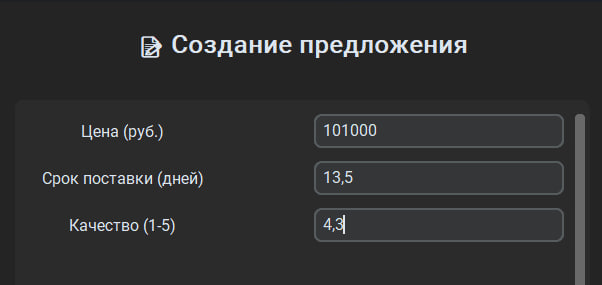 Создание предложения
Цена (руб.) 101000
Срок поставки (дней) 13,5
Качество (1-5) 4,3